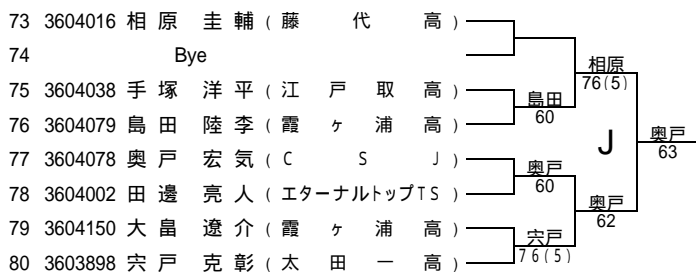 73 3604016 相原 圭輔 (藤代高)
74 Bye
相原
76(5)
75 3604038 手塚 洋平 (江戸取高)
島田
60
76 3604079 島田 陸李 (霞ヶ浦高)
J
奥戸
63
77 3604078 奥戸 宏気 (CSJ)
奥戸
60
78 3604002 田邊 亮人 (エターナルトップTS)
奥戸
62
79 3604150 大畠 遼介 (霞ヶ浦高)
宍戸
76(5)
80 3603898 宍戸 克彰 (太田一高)